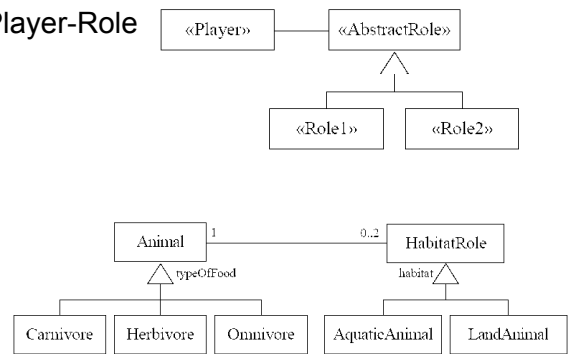 Player-Role
«Player» «AbstractRole»
«Role1» «Role2»
Animal 1 0..2 HabitatRole
typeOfFood habitat
Carnivore Herbivore Omnivore AquaticAnimal LandAnimal